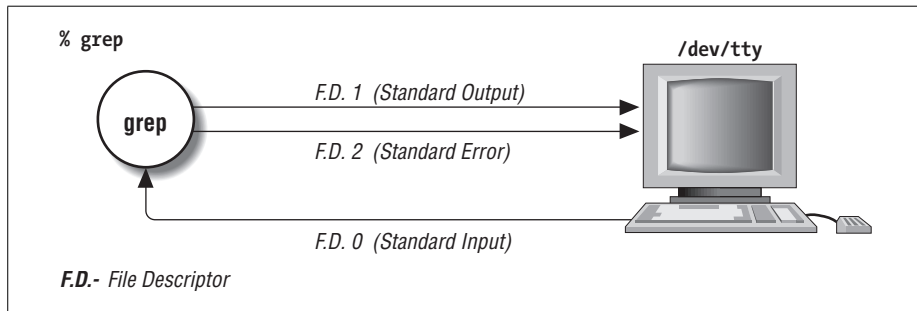 % grep
/dev/tty
F.D. 1 (Standard Output)
grep
F.D. 2 (Standard Error)
F.D. 0 (Standard Input)
F.D.- File Descriptor